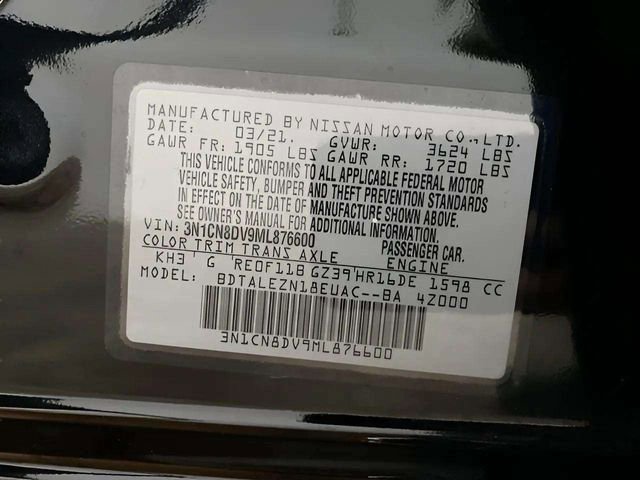 MANUFACTURED BY NISSAN MOTOR CO., LTD.
DATE: 03/21. GVWR: 3624 LBS
GAWR FR: 1905 LBS GAWR RR: 1720 LBS
THIS VEHICLE CONFORMS TO ALL APPLICABLE FEDERAL MOTOR
VEHICLE SAFETY, BUMPER AND THEFT PREVENTION STANDARDS
IN EFFECT ON THE DATE OF MANUFACTURE SHOWN ABOVE.
SEE OWNER'S MANUAL FOR MORE INFORMATION.
VIN: 3N1CN8DV9ML876600 PASSENGER CAR.
COLOR TRIM TRANS AXLE ENGINE
KH3 G RE0F11B GZ39 HR16DE 1598 CC
MODEL: BDTALEZN18EUAC--BA 4Z000
3N1CN8DV9ML876600